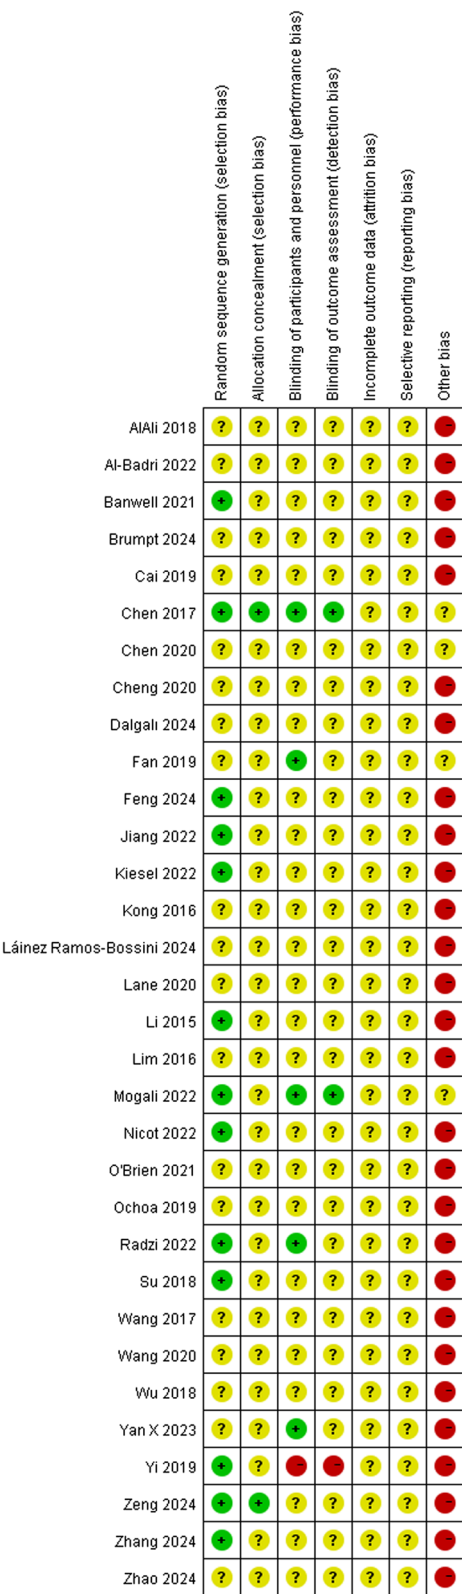 Random sequence generation (selection bias)
Allocation concealment (selection bias)
Blinding of participants and personnel (performance bias)
Blinding of outcome assessment (detection bias)
Incomplete outcome data (attrition bias)
Selective reporting (reporting bias)
Other bias
AlAli 2018 ? ? ? ? ? ? -
Al-Badri 2022 ? ? ? ? ? ? -
Banwell 2021 + ? ? ? ? ? -
Brumpt 2024 ? ? ? ? ? ? -
Cai 2019 ? ? ? ? ? ? -
Chen 2017 + + + + ? ? ?
Chen 2020 ? ? ? ? ? ? ?
Cheng 2020 ? ? ? ? ? ? -
Dalgalı 2024 ? ? ? ? ? ? -
Fan 2019 ? ? + ? ? ? ?
Feng 2024 + ? ? ? ? ? -
Jiang 2022 + ? ? ? ? ? -
Kiesel 2022 + ? ? ? ? ? -
Kong 2016 ? ? ? ? ? ? -
Láinez Ramos-Bossini 2024 ? ? ? ? ? ? -
Lane 2020 ? ? ? ? ? ? -
Li 2015 + ? ? ? ? ? -
Lim 2016 ? ? ? ? ? ? -
Mogali 2022 + ? + + ? ? ?
Nicot 2022 + ? ? ? ? ? -
O'Brien 2021 ? ? ? ? ? ? -
Ochoa 2019 ? ? ? ? ? ? -
Radzi 2022 + ? + ? ? ? -
Su 2018 + ? ? ? ? ? -
Wang 2017 ? ? ? ? ? ? -
Wang 2020 ? ? ? ? ? ? -
Wu 2018 ? ? ? ? ? ? -
Yan X 2023 ? ? + ? ? ? -
Yi 2019 + ? - - ? ? -
Zeng 2024 + + ? ? ? ? -
Zhang 2024 + ? ? ? ? ? -
Zhao 2024 ? ? ? ? ? ? -